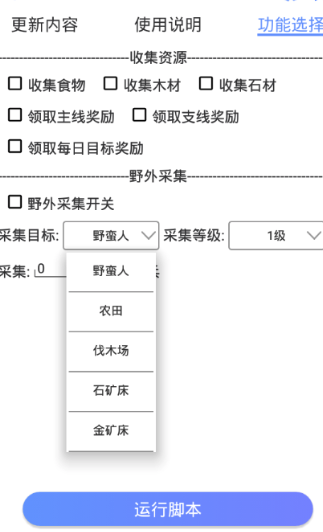 更新内容 使用说明 功能选择
收集资源
收集食物 收集木材 收集石材
领取主线奖励 领取支线奖励
领取每日目标奖励
野外采集
野外采集开关
采集目标: 野蛮人 采集等级: 1级
采集: 0
野蛮人
农田
伐木场
石矿床
金矿床
运行脚本